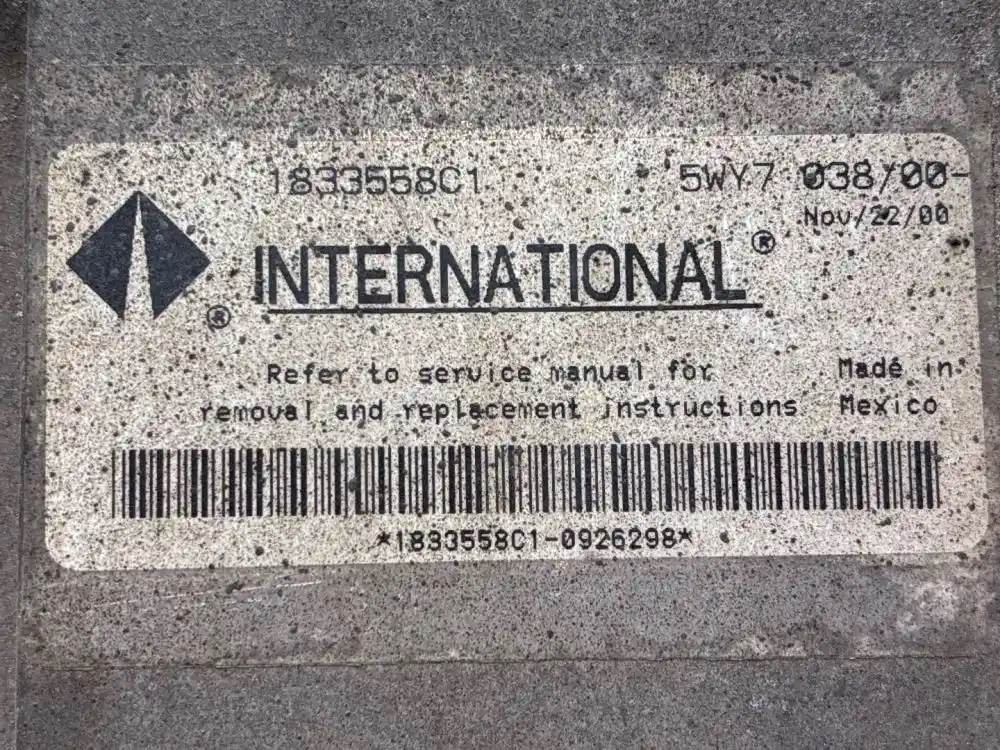 1833558C1 5WY7 038/00-
Nov/22/00
INTERNATIONAL®
®
Refer to service manual for Made in
removal and replacement instructions Mexico
*1833558C1-0926298*